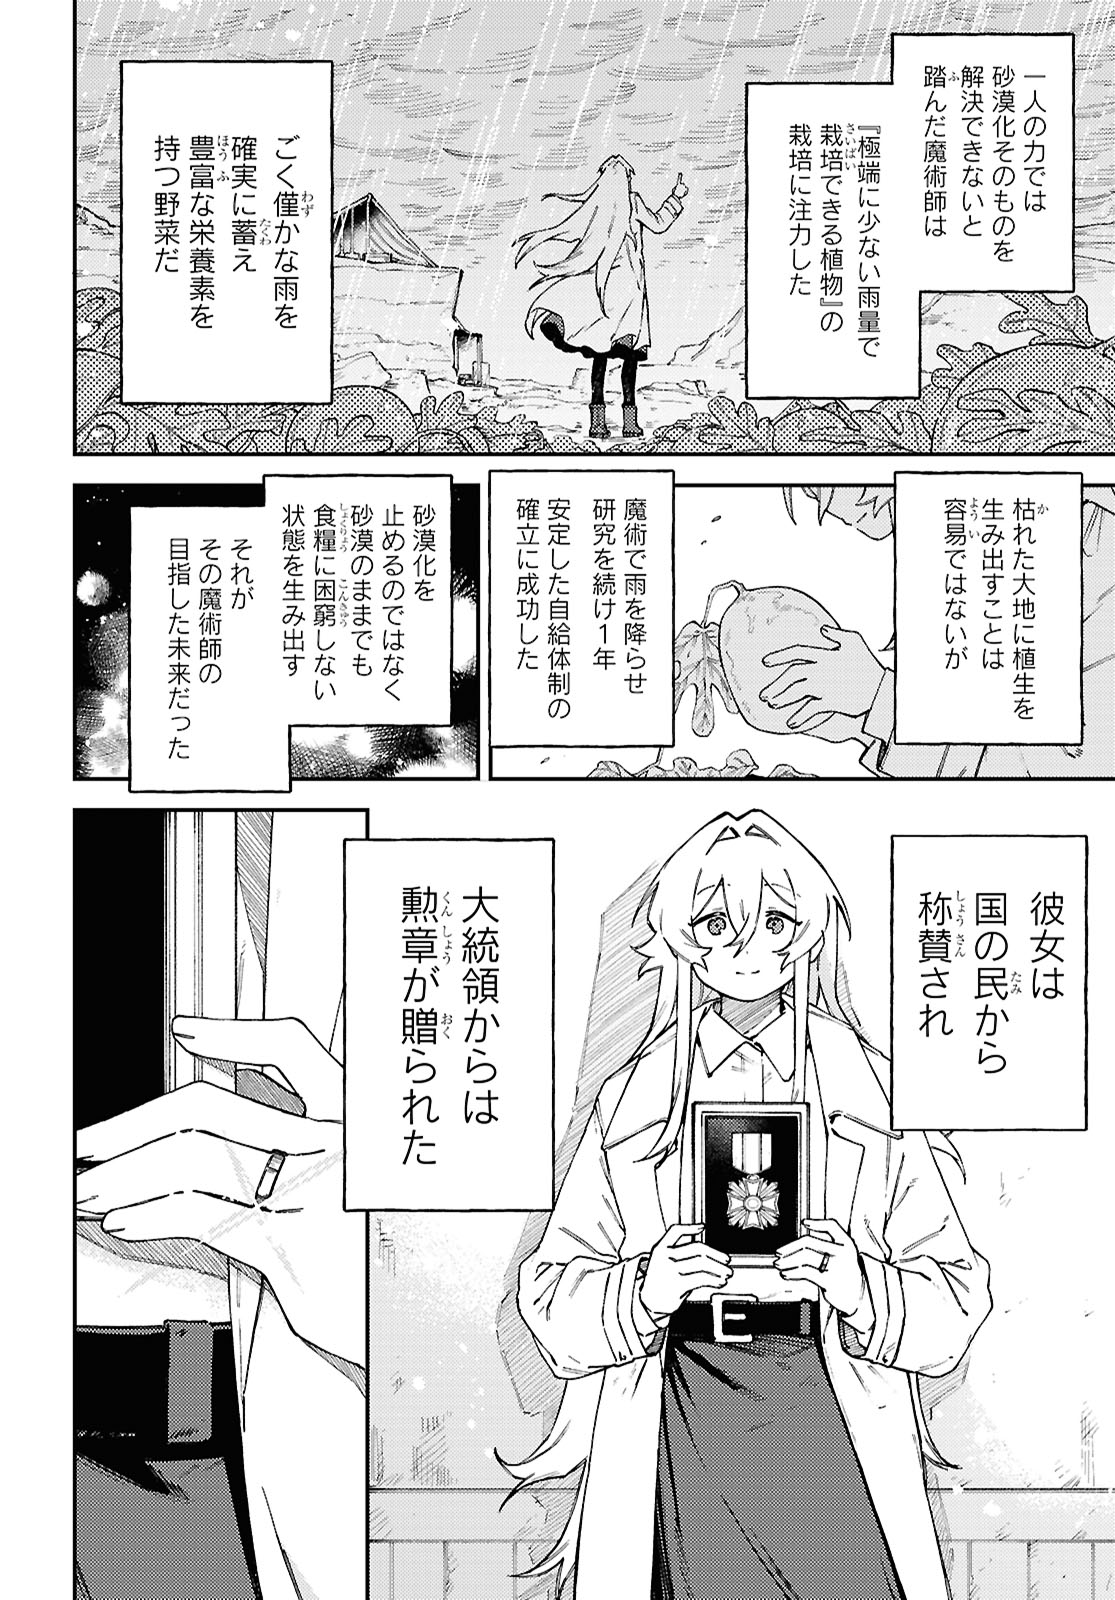 一人の力では
砂漠化そのものを
解決できないと
踏んだ魔術師は
『極端に少ない雨量で
栽培できる植物』の
栽培に注力した
ごく僅かな雨を
確実に蓄え
豊富な栄養素を
持つ野菜だ
枯れた大地に植生を
生み出すことは
容易ではないが
魔術で雨を降らせ
研究を続け1年
安定した自給体制の
確立に成功した
砂漠化を
止めるのではなく
砂漠のままでも
食糧に困窮しない
状態を生み出す
それが
その魔術師の
目指した未来だった
彼女は
国の民から
称賛され
大統領からは
勲章が贈られた